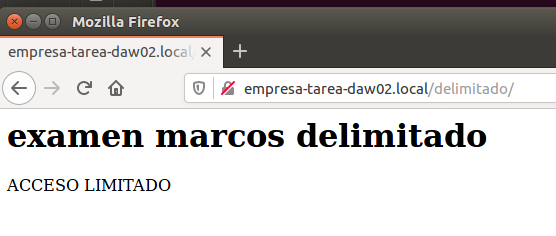 Mozilla Firefox
empresa-tarea-daw02.local/
empresa-tarea-daw02.local/delimitado/
examen marcos delimitado
ACCESO LIMITADO